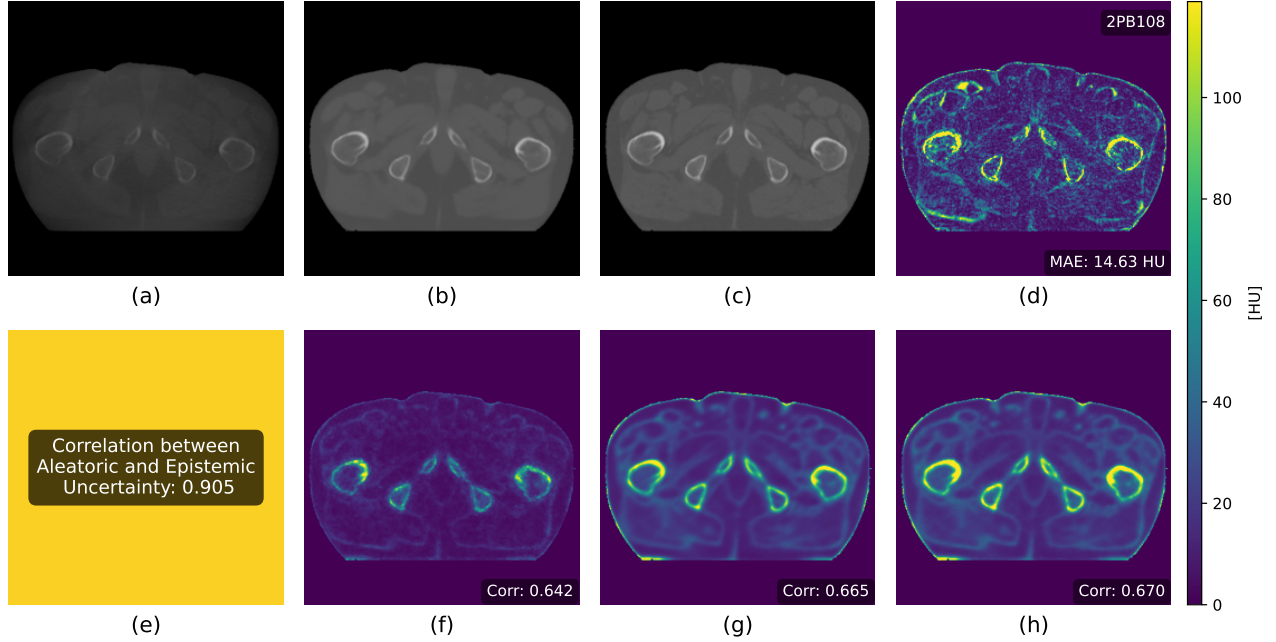 2PB108
MAE: 14.63 HU
(a)
(b)
(c)
(d)
100
80
60
40
20
0
[HU]
Correlation between
Aleatoric and Epistemic
Uncertainty: 0.905
Corr: 0.642
Corr: 0.665
Corr: 0.670
(e)
(f)
(g)
(h)